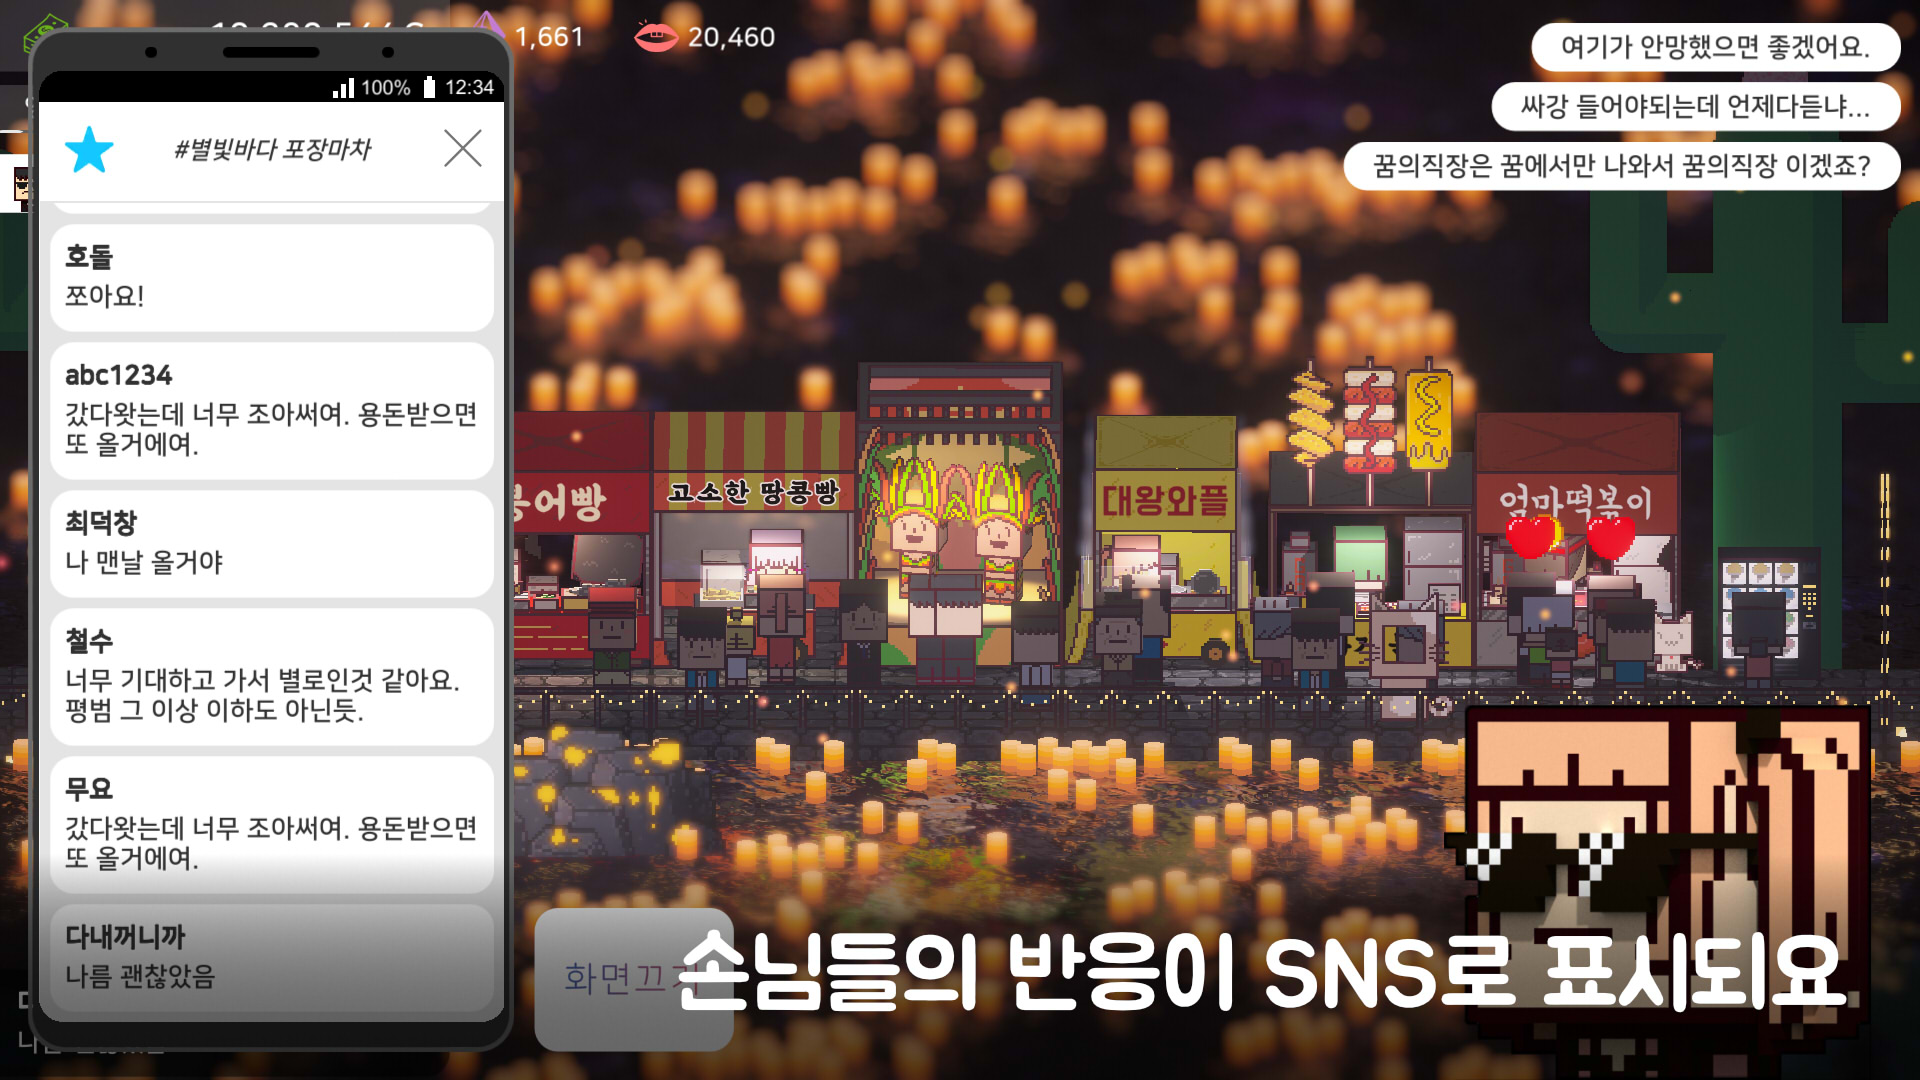 1,661
20,460
100%
12:34
#별빛바다 포장마차
호돌
쪼아요!
abc1234
갔다왓는데 너무 조아써여. 용돈받으면
또 올거에여.
최덕창
나 맨날 올거야
철수
너무 기대하고 가서 별로인것 같아요.
평범 그 이상 이하도 아닌듯.
무요
갔다왓는데 너무 조아써여. 용돈받으면
또 올거에여.
다내꺼니까
나름 괜찮았음
여기가 안망했으면 좋겠어요.
싸강 들어야되는데 언제다듣냐...
꿈의직장은 꿈에서만 나와서 꿈의직장 이겠죠?
고소한 땅콩빵
대왕와플
엄마떡볶이
화면끄기
손님들의 반응이 SNS로 표시되요